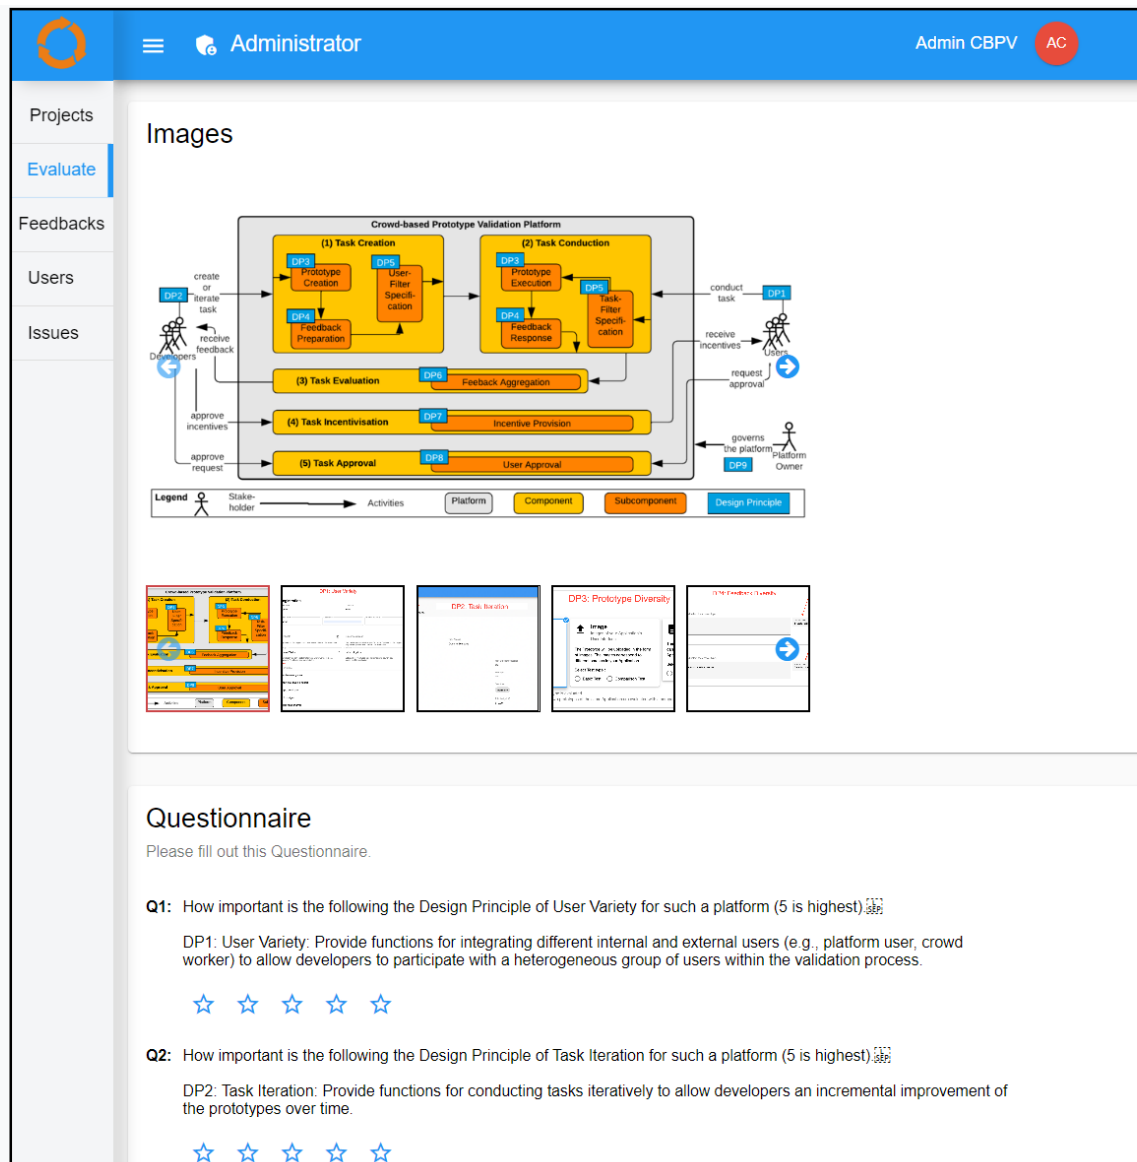 Administrator
Admin CBPV
AC
Projects
Evaluate
Feedbacks
Users
Issues
Images
Crowd-based Prototype Validation Platform
(1) Task Creation
DP3
Prototype
Creation
DP5
User-
Filter
Specifi-
cation
DP4
Feedback
Preparation
(2) Task Conduction
DP3
Prototype
Execution
DP5
Task-
Filter
Specifi-
cation
DP4
Feedback
Response
create
or
iterate
task
DP2
Developers
receive
feedback
conduct
task
DP1
Users
receive
incentives
request
approval
(3) Task Evaluation
DP6
Feeback Aggregation
approve
incentives
(4) Task Incentivisation
DP7
Incentive Provision
approve
request
(5) Task Approval
DP8
User Approval
governs
the platform
DP9
Platform
Owner
Legend
Stake-
holder
Activities
Platform
Component
Subcomponent
Design Principle
DP1: User Variety
DP2: Task Iteration
DP3: Prototype Diversity
Image
DP4: Feedback Diversity
Questionnaire
Please fill out this Questionnaire.
Q1: How important is the following the Design Principle of User Variety for such a platform (5 is highest).
DP1: User Variety: Provide functions for integrating different internal and external users (e.g., platform user, crowd
worker) to allow developers to participate with a heterogeneous group of users within the validation process.
Q2: How important is the following the Design Principle of Task Iteration for such a platform (5 is highest).
DP2: Task Iteration: Provide functions for conducting tasks iteratively to allow developers an incremental improvement of
the prototypes over time.